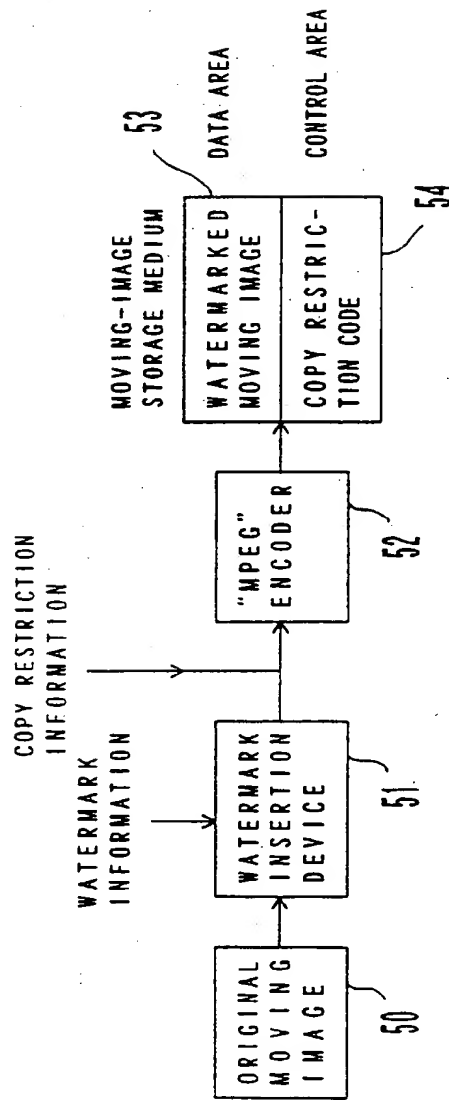 COPY RESTRICTION
INFORMATION
WATERMARK
INFORMATION
MOVING-IMAGE
STORAGE MEDIUM
53
ORIGINAL
MOVING
IMAGE
50
WATERMARK
INSERTION
DEVICE
51
"MPEG"
ENCODER
52
WATERMARKED
MOVING IMAGE
DATA AREA
COPY RESTRIC-
TION CODE
CONTROL AREA
54